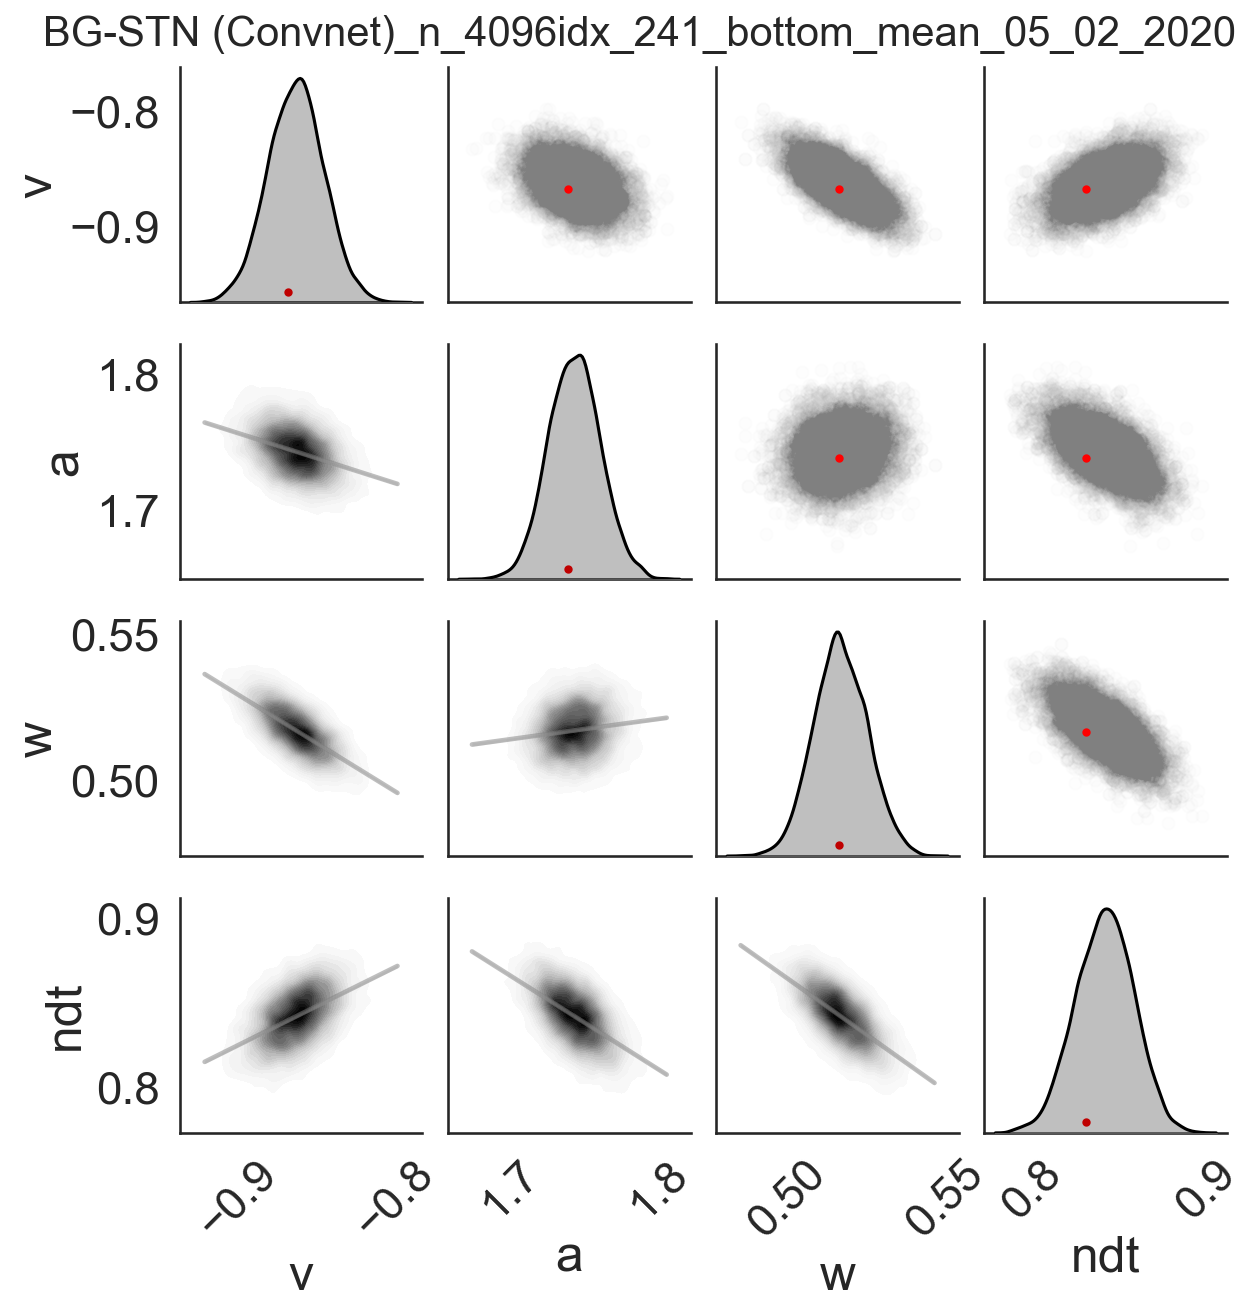 BG-STN (Convnet)_n_4096idx_241_bottom_mean_05_02_2020
−0.8
v
−0.9
1.8
a
1.7
0.55
w
0.50
0.9
ndt
0.8
−0.9 −0.8 1.7 1.8 0.50 0.55 0.8 0.9
v a w ndt